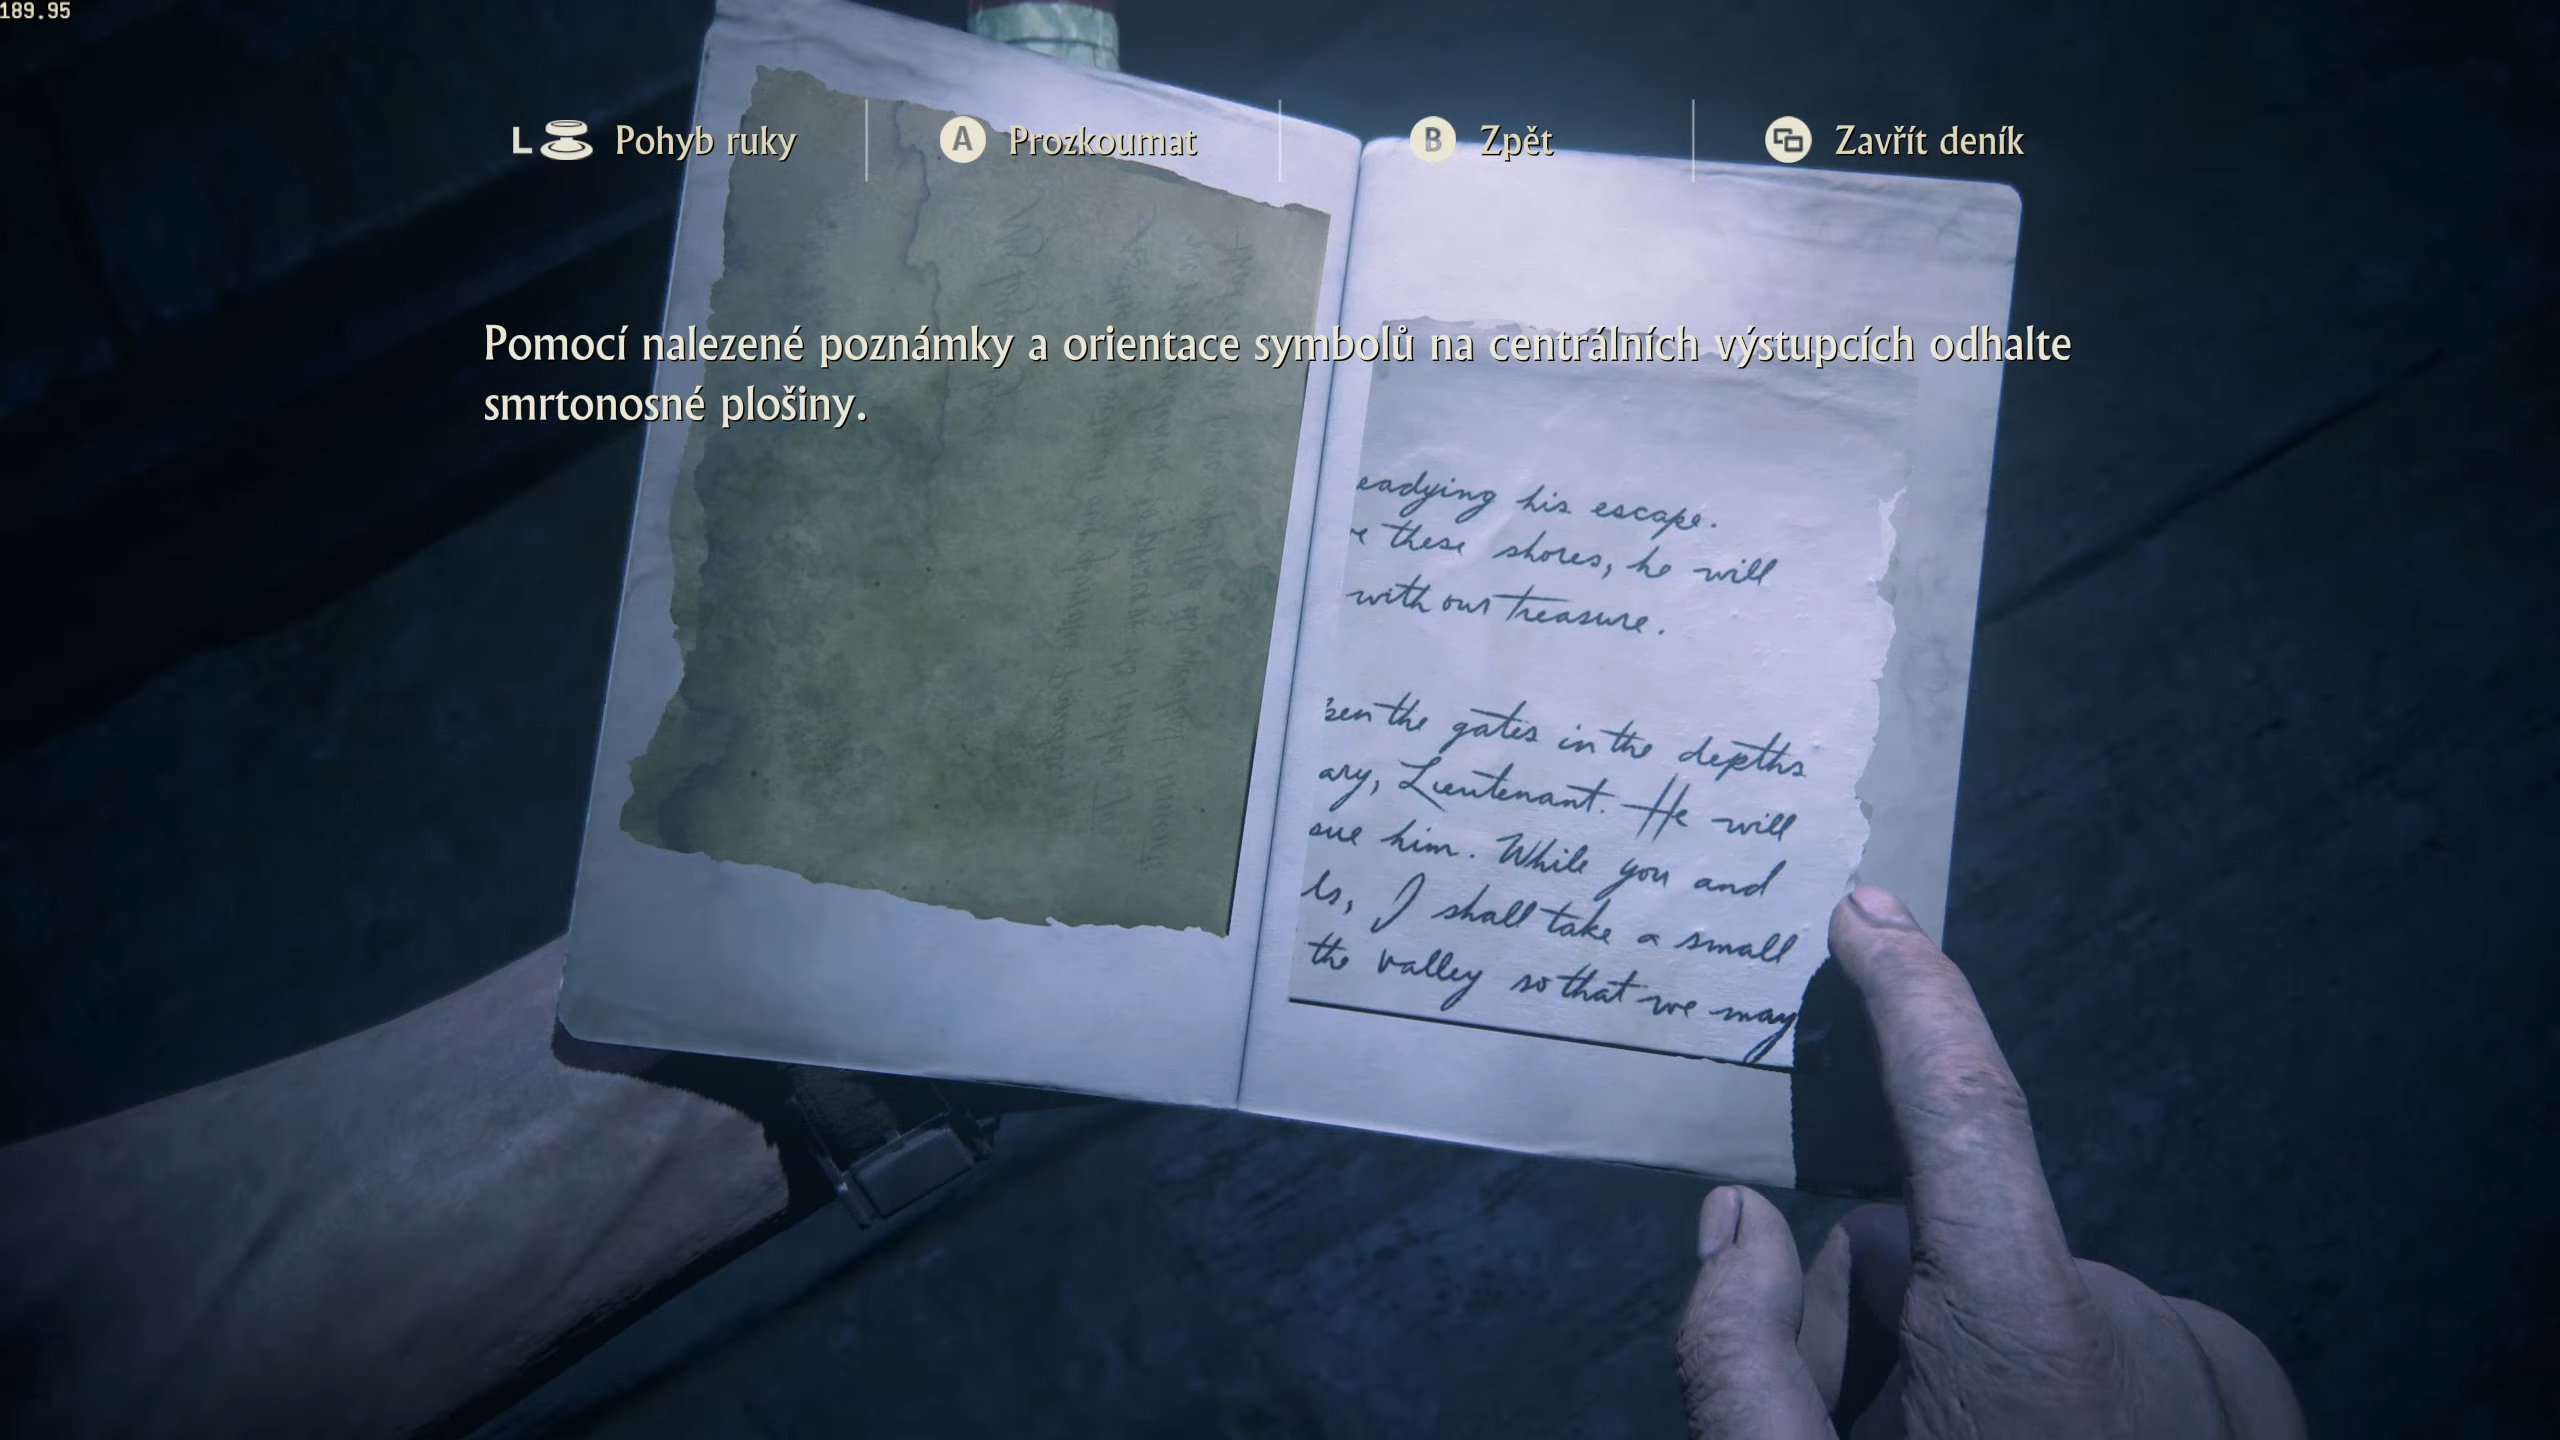 189.95
L Pohyb ruky
A Prozkoumat
B Zpět
Zavřít deník
Pomocí nalezené poznámky a orientace symbolů na centrálních výstupcích odhalte
smrtonosné plošiny.
eadying his escape.
these shores, he will
with our treasure.
the gates in the depths
ary, Lieutenant. He will
sue him. While you and
ls, I shall take a small
the valley so that we may